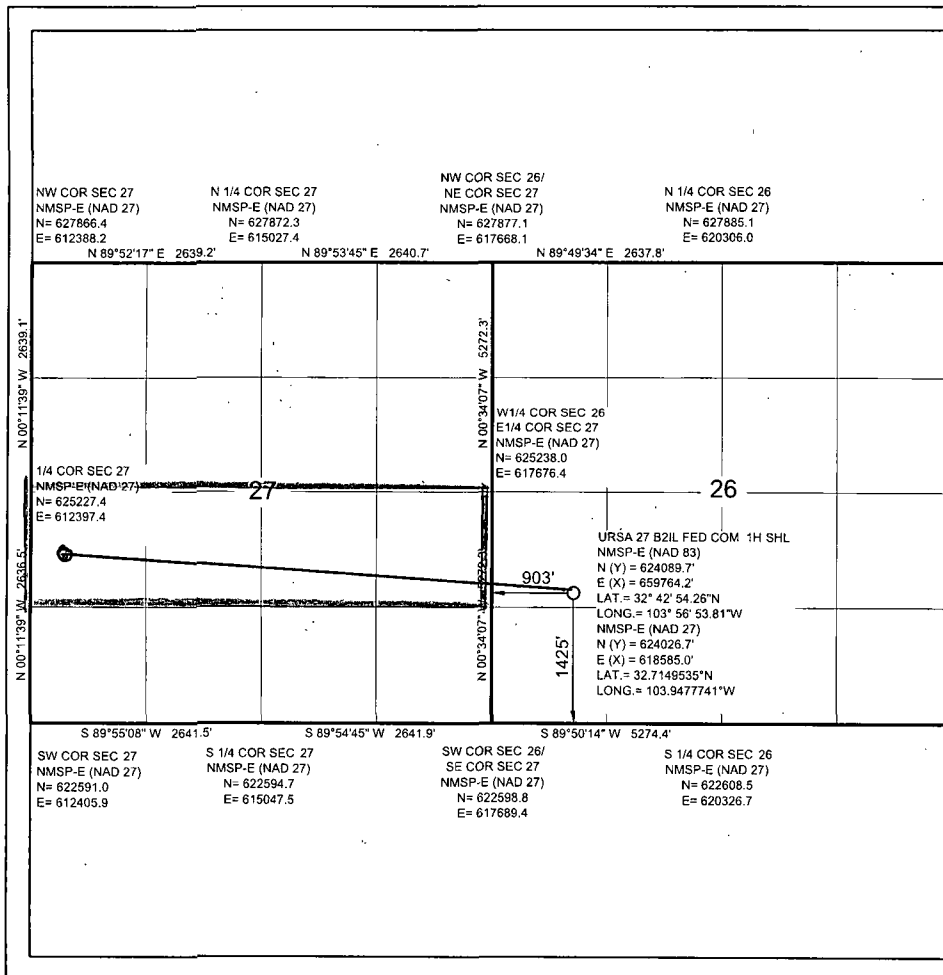 NW COR SEC 27
NMSP-E (NAD 27)
N= 627866.4
E= 612388.2
N 1/4 COR SEC 27
NMSP-E (NAD 27)
N= 627872.3
E= 615027.4
NW COR SEC 26/
NE COR SEC 27
NMSP-E (NAD 27)
N= 627877.1
E= 617668.1
N 1/4 COR SEC 26
NMSP-E (NAD 27)
N= 627885.1
E= 620306.0
N 89°52'17" E 2639.2'
N 89°53'45" E 2640.7'
N 89°49'34" E 2637.8'
N 00°11'39" W 2639.1'
N 00°34'07" W 5272.3'
W1/4 COR SEC 26
E1/4 COR SEC 27
NMSP-E (NAD 27)
N= 625238.0
E= 617676.4
1/4 COR SEC 27
NMSP-E (NAD 27)
N= 625227.4
E= 612397.4
27
26
URSA 27 B2IL FED COM 1H SHL
NMSP-E (NAD 83)
N (Y) = 624089.7'
E (X) = 659764.2'
LAT.= 32° 42' 54.26"N
LONG.= 103° 56' 53.81"W
NMSP-E (NAD 27)
N (Y) = 624026.7'
E (X) = 618585.0'
LAT.= 32.7149535°N
LONG.= 103.9477741°W
903'
1425'
N 00°11'39" W 2636.5'
N 00°34'07" W 5272.3'
S 89°55'08" W 2641.5'
S 89°54'45" W 2641.9'
S 89°50'14" W 5274.4'
SW COR SEC 27
NMSP-E (NAD 27)
N= 622591.0
E= 612405.9
S 1/4 COR SEC 27
NMSP-E (NAD 27)
N= 622594.7
E= 615047.5
SW COR SEC 26/
SE COR SEC 27
NMSP-E (NAD 27)
N= 622598.8
E= 617689.4
S 1/4 COR SEC 26
NMSP-E (NAD 27)
N= 622608.5
E= 620326.7